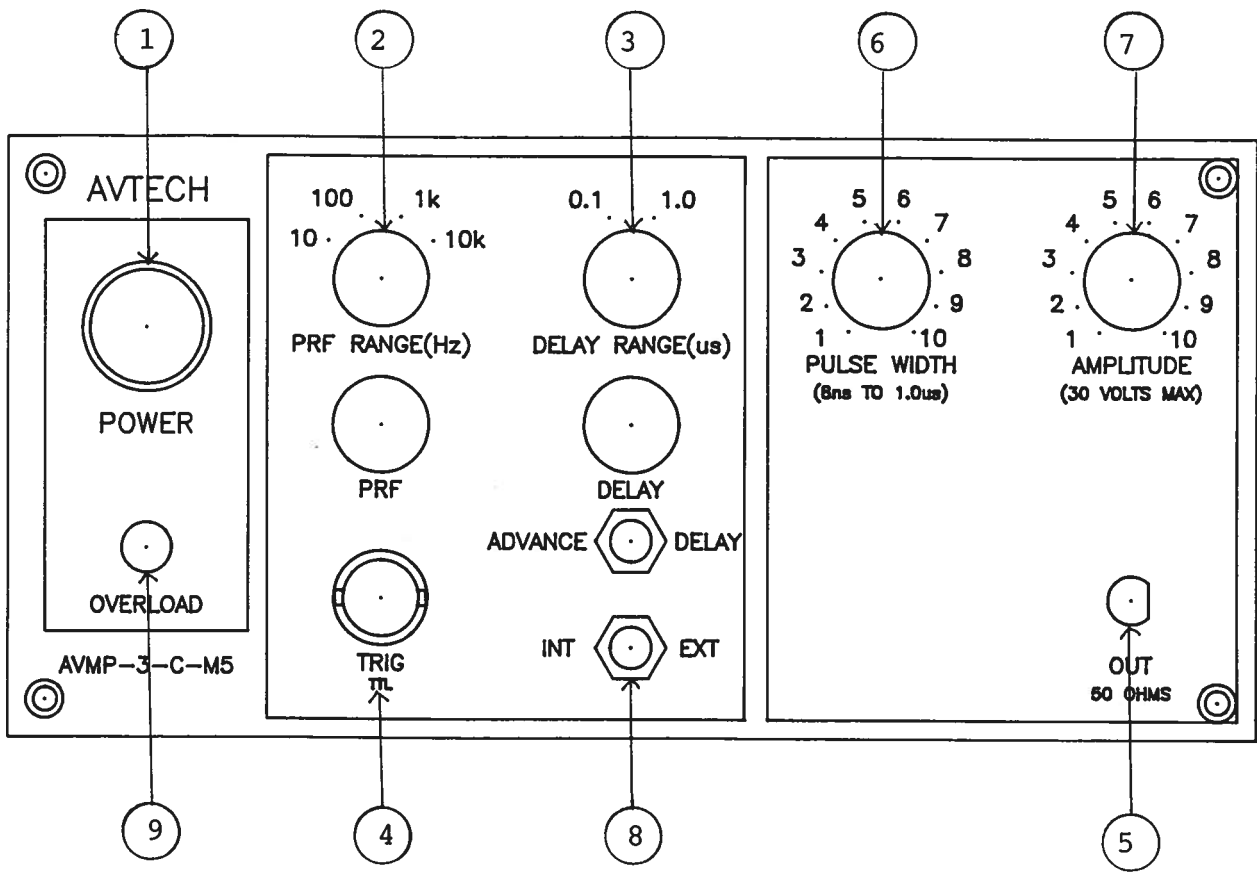 1 2 3 6 7
AVTECH
POWER
OVERLOAD
AVMP-3-C-M5
10 100 1k 10k
PRF RANGE(Hz)
0.1 1.0
DELAY RANGE(us)
PRF
DELAY
ADVANCE DELAY
TRIG
TTL
INT EXT
1 2 3 4 5 6 7 8 9 10
PULSE WIDTH
(6ns TO 1.0us)
1 2 3 4 5 6 7 8 9 10
AMPLITUDE
(30 VOLTS MAX)
OUT
50 OHMS
9 4 8 5